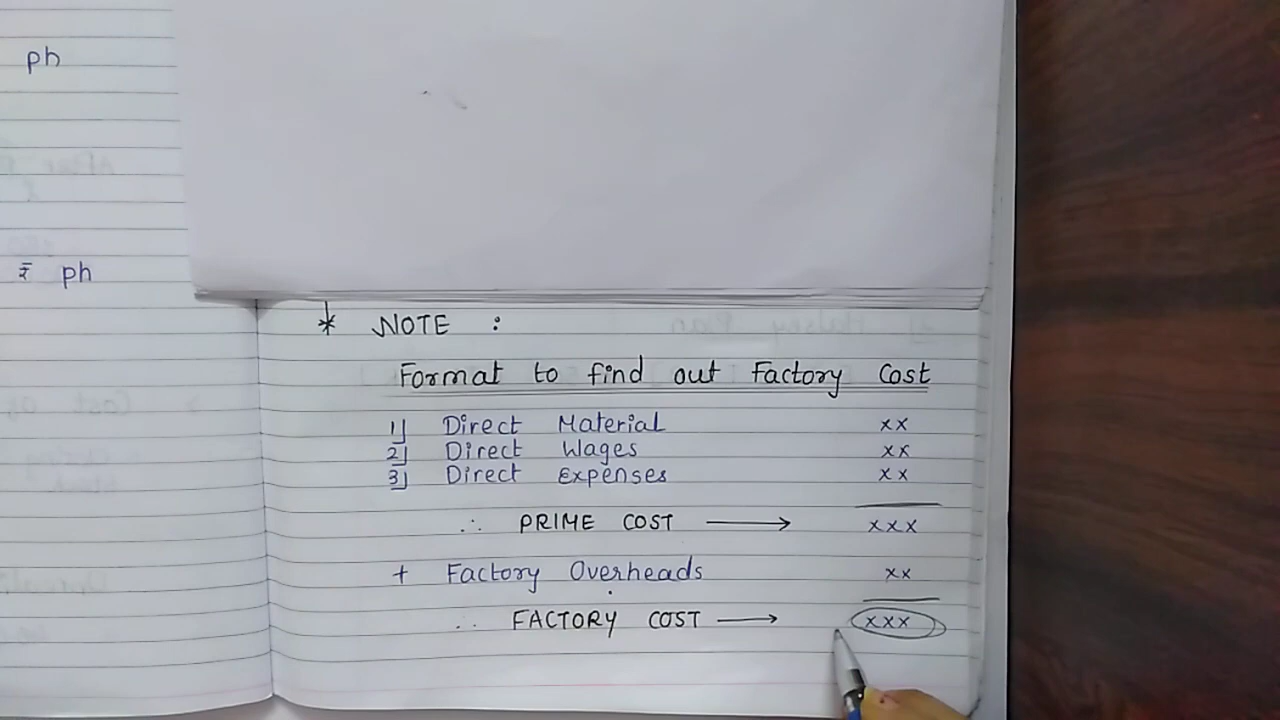 ph
₹ ph
* NOTE :
Format to find out Factory Cost
1] Direct Material xx
2] Direct Wages xx
3] Direct Expenses xx
∴ PRIME COST → xxx
+ Factory Overheads xx
∴ FACTORY COST → xxx